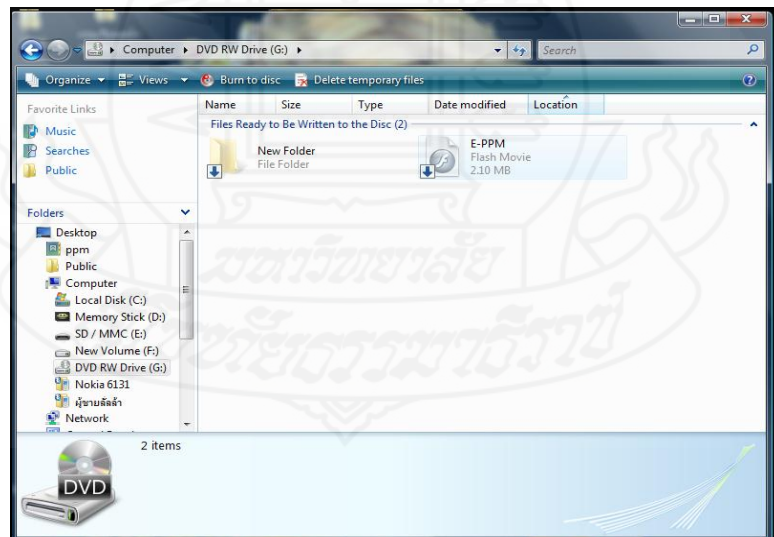 Computer DVD RW Drive (G:) Search
Organize Views Burn to disc Delete temporary files
Favorite Links
Music
Searches
Public
Folders
Desktop
ppm
Public
Computer
Local Disk (C:)
Memory Stick (D:)
SD / MMC (E:)
New Volume (F:)
DVD RW Drive (G:)
Nokia 6131
Network
Name Size Type Date modified Location
Files Ready to Be Written to the Disc (2)
New Folder
File Folder
E-PPM
Flash Movie
2.10 MB
2 items
DVD